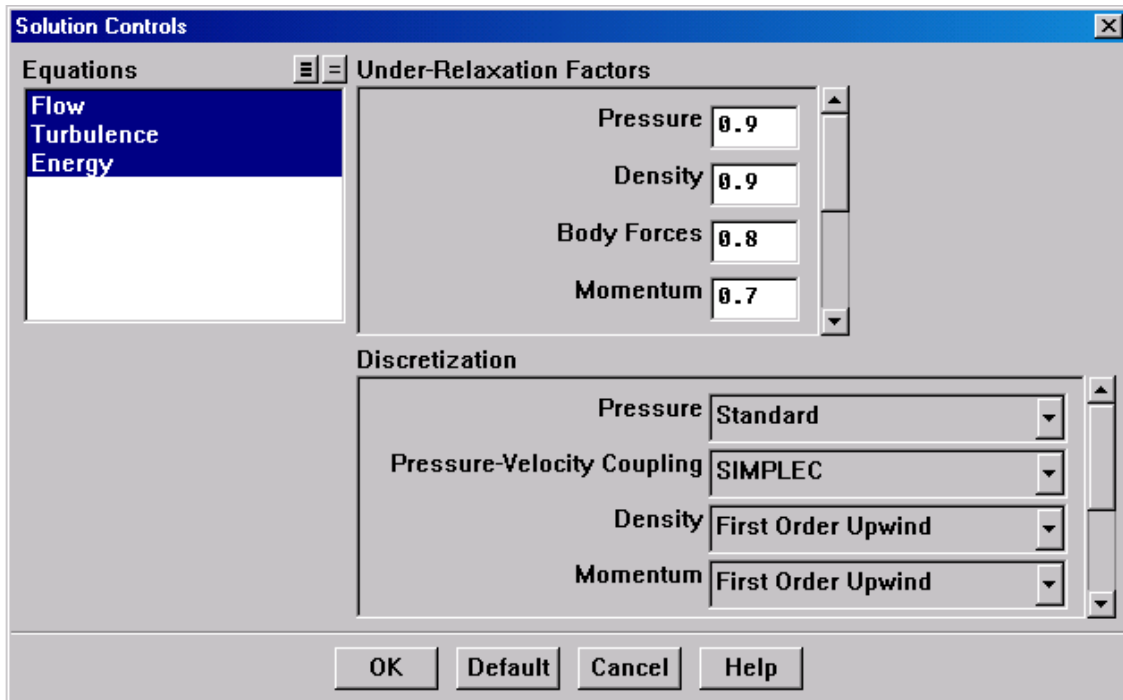 Solution Controls
Equations
Flow
Turbulence
Energy
Under-Relaxation Factors
Pressure 0.9
Density 0.9
Body Forces 0.8
Momentum 0.7
Discretization
Pressure Standard
Pressure-Velocity Coupling SIMPLEC
Density First Order Upwind
Momentum First Order Upwind
OK Default Cancel Help